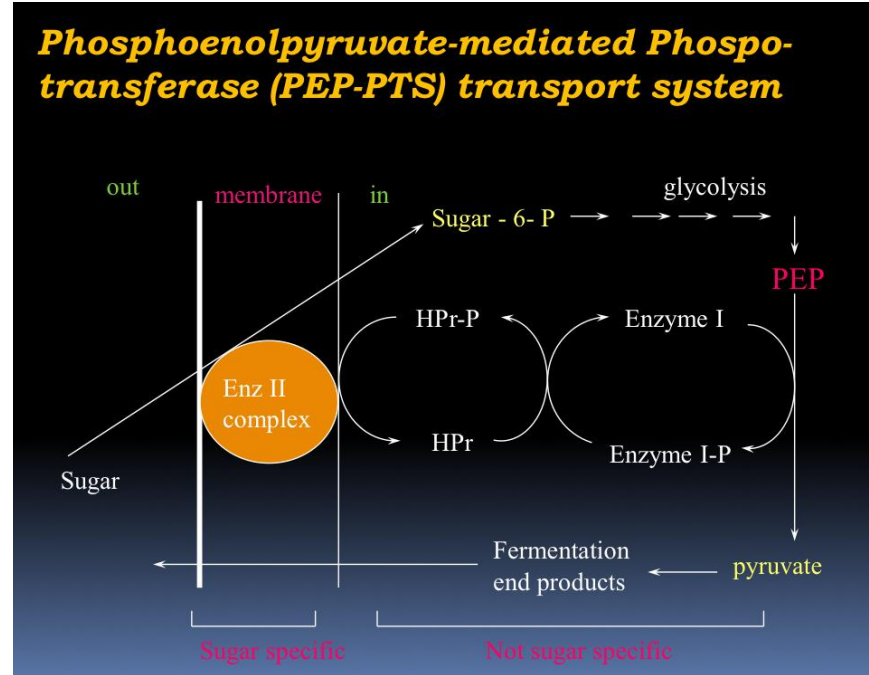 Phosphoenolpyruvate-mediated Phospo-
transferase (PEP-PTS) transport system
out
membrane
in
glycolysis
Sugar - 6- P
PEP
HPr-P
Enzyme I
Enz II
complex
HPr
Enzyme I-P
Sugar
Fermentation
end products
pyruvate
Sugar specific
Not sugar specific